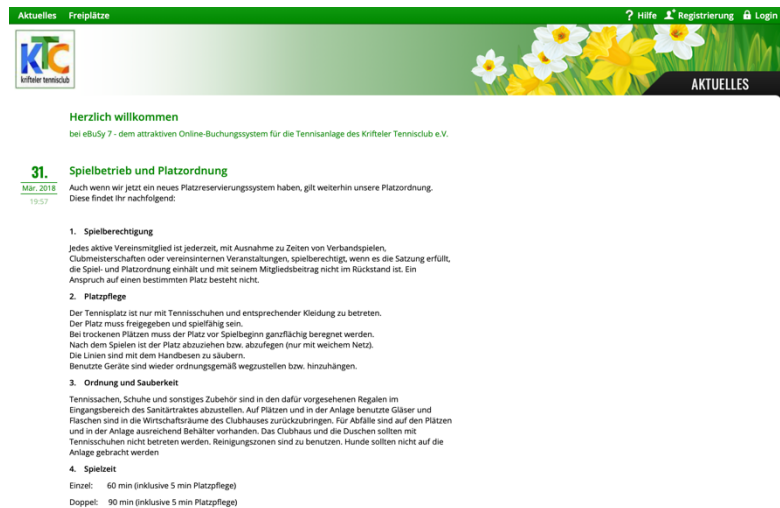 Aktuelles Freiplätze
? Hilfe Registrierung Login
KTC
krifteler tennisclub
AKTUELLES
Herzlich willkommen
bei eBuSy 7 - dem attraktiven Online-Buchungssystem für die Tennisanlage des Krifteler Tennisclub e.V.
31.
Mär. 2018
19:57
Spielbetrieb und Platzordnung
Auch wenn wir jetzt ein neues Platzreservierungssystem haben, gilt weiterhin unsere Platzordnung.
Diese findet Ihr nachfolgend:
1. Spielberechtigung
Jedes aktive Vereinsmitglied ist jederzeit, mit Ausnahme zu Zeiten von Verbandspielen,
Clubmeisterschaften oder vereinsinternen Veranstaltungen, spielberechtigt, wenn es die Satzung erfüllt,
die Spiel- und Platzordnung einhält und mit seinem Mitgliedsbeitrag nicht im Rückstand ist. Ein
Anspruch auf einen bestimmten Platz besteht nicht.
2. Platzpflege
Der Tennisplatz ist nur mit Tennisschuhen und entsprechender Kleidung zu betreten.
Der Platz muss freigegeben und spielfähig sein.
Bei trockenen Plätzen muss der Platz vor Spielbeginn ganzflächig beregnet werden.
Nach dem Spielen ist der Platz abzuziehen bzw. abzufegen (nur mit weichem Netz).
Die Linien sind mit dem Handbesen zu säubern.
Benutzte Geräte sind wieder ordnungsgemäß wegzustellen bzw. hinzuhängen.
3. Ordnung und Sauberkeit
Tennissachen, Schuhe und sonstiges Zubehör sind in den dafür vorgesehenen Regalen im
Eingangsbereich des Sanitärtraktes abzustellen. Auf Plätzen und in der Anlage benutzte Gläser und
Flaschen sind in die Wirtschaftsräume des Clubhauses zurückzubringen. Für Abfälle sind auf den Plätzen
und in der Anlage ausreichend Behälter vorhanden. Das Clubhaus und die Duschen sollten mit
Tennisschuhen nicht betreten werden. Reinigungszonen sind zu benutzen. Hunde sollten nicht auf die
Anlage gebracht werden
4. Spielzeit
Einzel: 60 min (inklusive 5 min Platzpflege)
Doppel: 90 min (inklusive 5 min Platzpflege)